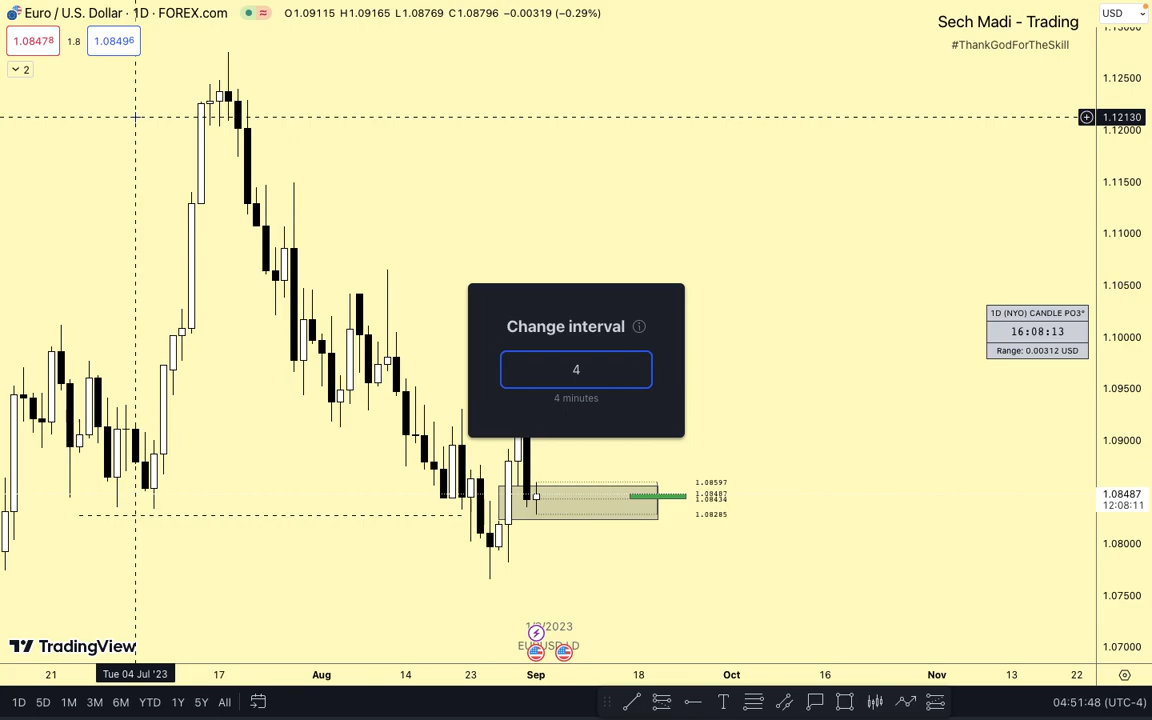 Euro / U.S. Dollar · 1D · FOREX.com
O1.09115 H1.09165 L1.08769 C1.08796 −0.00319 (−0.29%)
Sech Madi - Trading
#ThankGodForTheSkill
USD
1.08478
1.8
1.08496
2
1.13000
1.12500
1.12130
1.12000
1.11500
1.11000
1.10500
1.10000
1.09500
1.09000
1.08487
12:08:11
1.08000
1.07500
1.07000
1D (NYO) CANDLE PO3*
16:08:13
Range: 0.00312 USD
Change interval
4
4 minutes
1.08597
1.08487
1.08434
1.08285
EURUSD
TradingView
21
Tue 04 Jul '23
17
Aug
14
23
Sep
18
Oct
16
Nov
13
22
1D 5D 1M 3M 6M YTD 1Y 5Y All
04:51:48 (UTC-4)